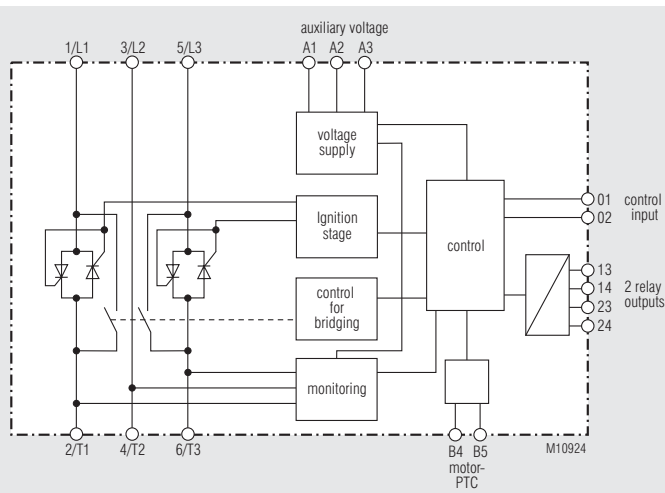 auxiliary voltage
1/L1 3/L2 5/L3 A1 A2 A3
voltage
supply
Ignition
stage
control
01 control
02 input
control
for
bridging
13
14 2 relay
23 outputs
24
monitoring
2/T1 4/T2 6/T3 B4 B5 M10924
motor-
PTC